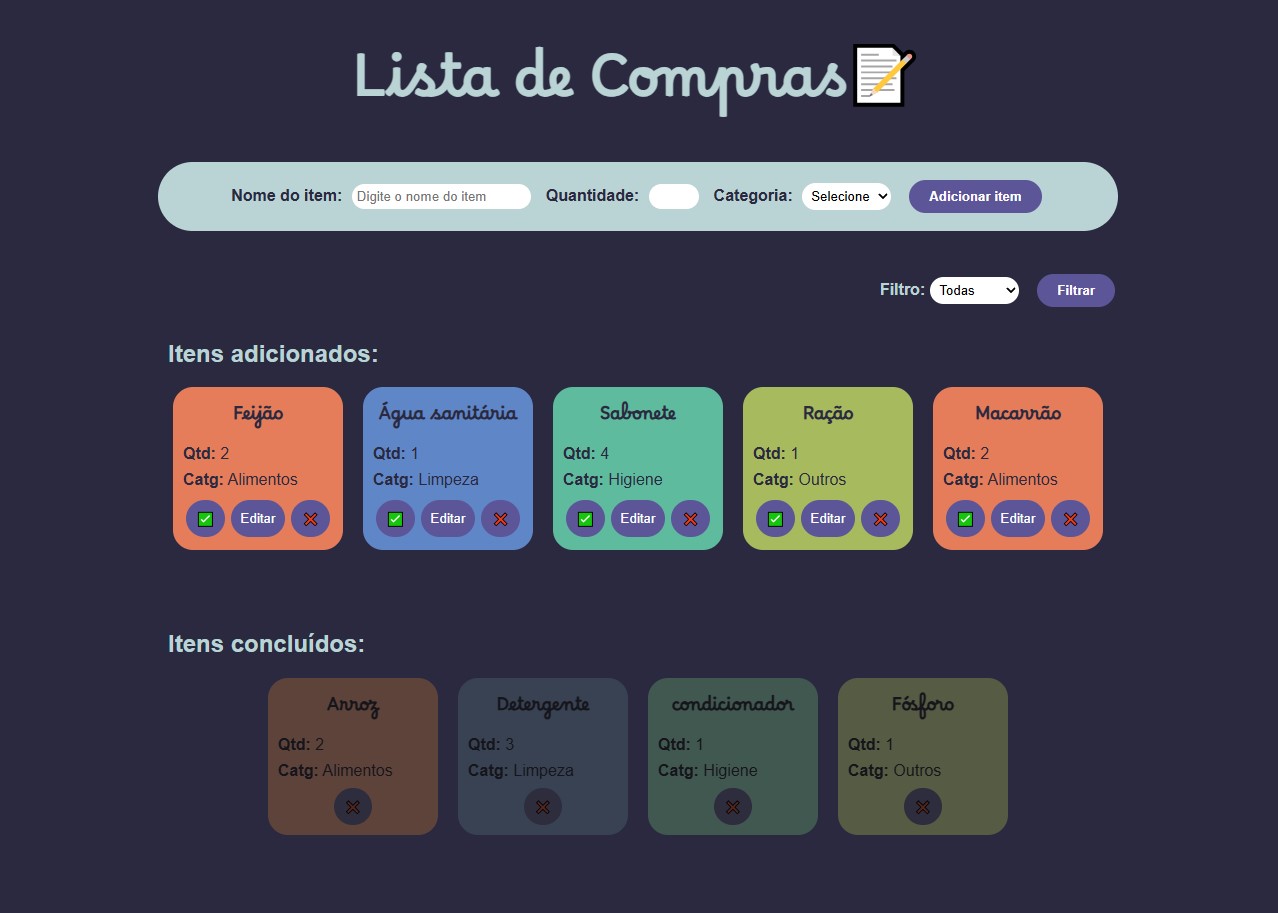 Lista de Compras
Nome do item: Digite o nome do item Quantidade: Categoria: Selecione Adicionar item
Filtro: Todas Filtrar
Itens adicionados:
Feijão Água sanitária Sabonete Ração Macarrão
Qtd: 2 Qtd: 1 Qtd: 4 Qtd: 1 Qtd: 2
Catg: Alimentos Catg: Limpeza Catg: Higiene Catg: Outros Catg: Alimentos
Editar Editar Editar Editar Editar
Itens concluídos:
Arroz Detergente condicionador Fósforo
Qtd: 2 Qtd: 3 Qtd: 1 Qtd: 1
Catg: Alimentos Catg: Limpeza Catg: Higiene Catg: Outros